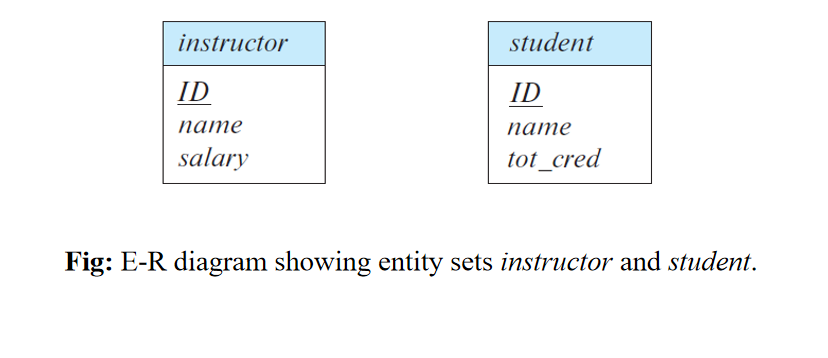 instructor
ID
name
salary
student
ID
name
tot_cred
Fig: E-R diagram showing entity sets instructor and student.